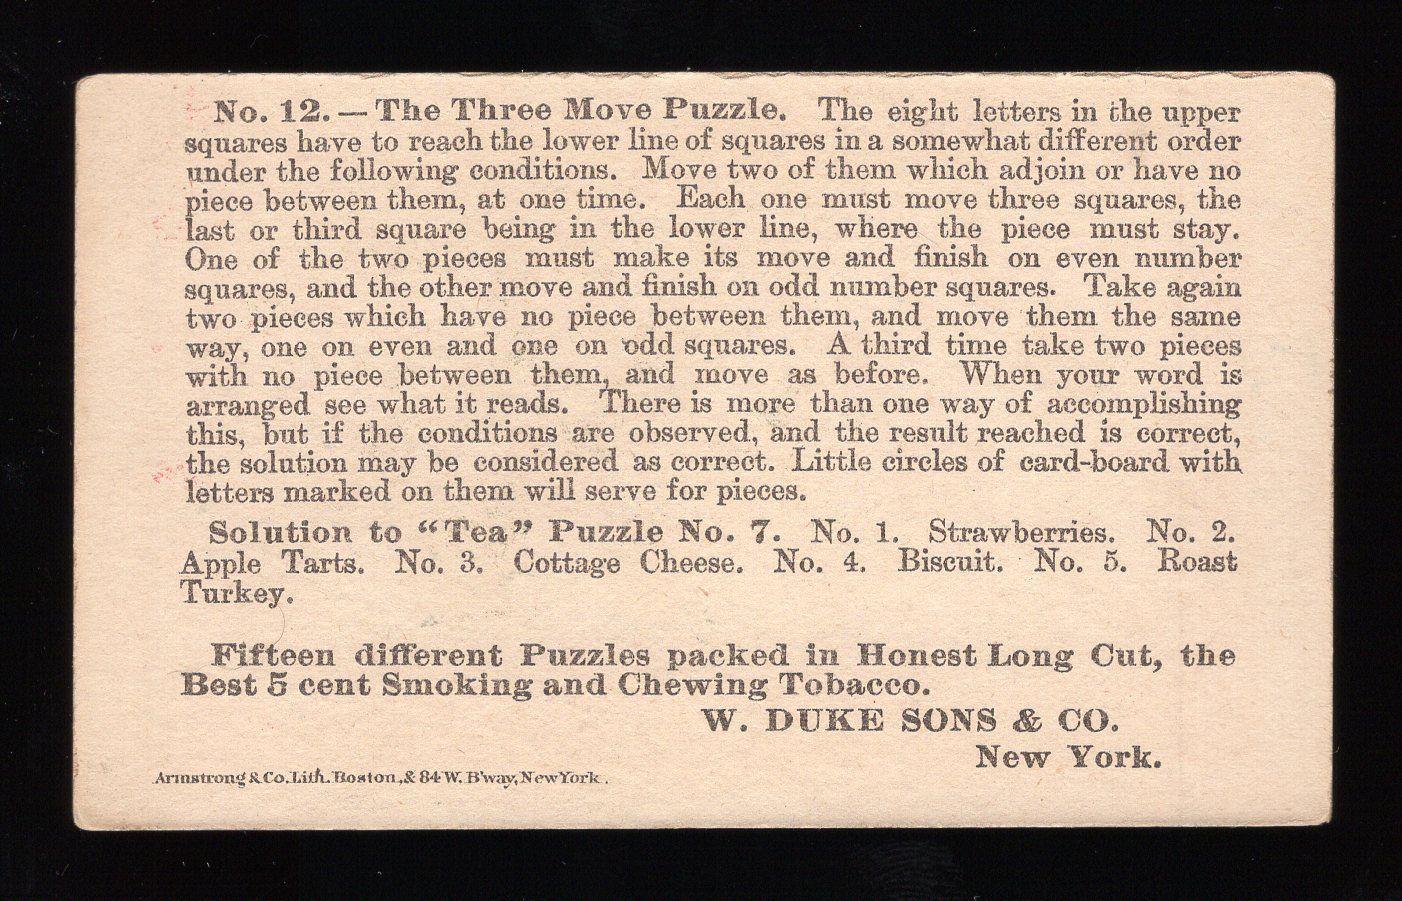 No. 12. — The Three Move Puzzle. The eight letters in the upper
squares have to reach the lower line of squares in a somewhat different order
under the following conditions. Move two of them which adjoin or have no
piece between them, at one time. Each one must move three squares, the
last or third square being in the lower line, where the piece must stay.
One of the two pieces must make its move and finish on even number
squares, and the other move and finish on odd number squares. Take again
two pieces which have no piece between them, and move them the same
way, one on even and one on odd squares. A third time take two pieces
with no piece between them, and move as before. When your word is
arranged see what it reads. There is more than one way of accomplishing
this, but if the conditions are observed, and the result reached is correct,
the solution may be considered as correct. Little circles of card-board with
letters marked on them will serve for pieces.
Solution to “Tea” Puzzle No. 7. No. 1. Strawberries. No. 2.
Apple Tarts. No. 3. Cottage Cheese. No. 4. Biscuit. No. 5. Roast
Turkey.
Fifteen different Puzzles packed in Honest Long Cut, the
Best 5 cent Smoking and Chewing Tobacco.
W. DUKE SONS & CO.
New York.
Armstrong & Co. Lith. Boston, & 84 W. B'way, New York.